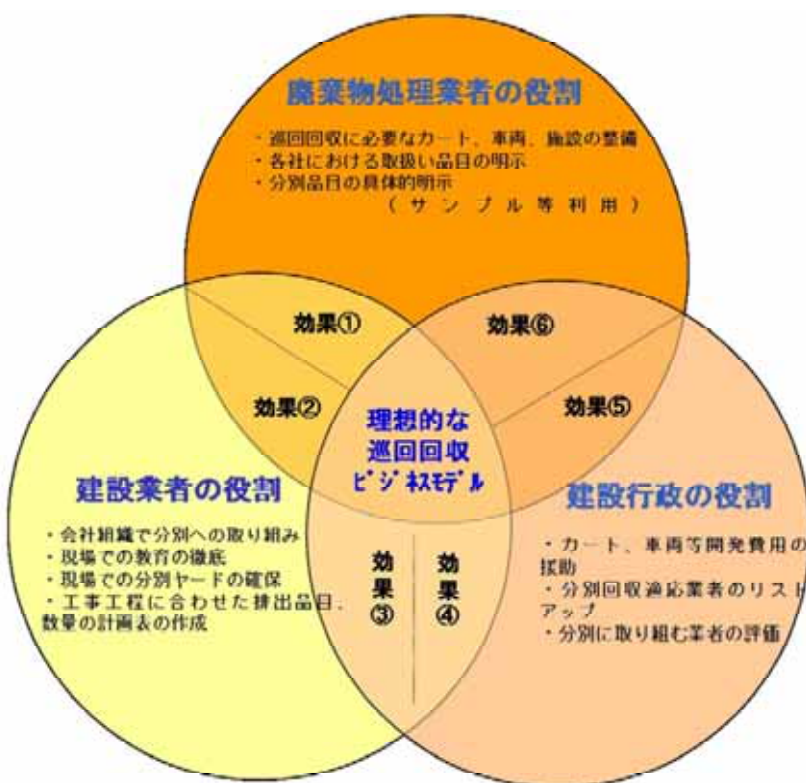 廃棄物処理業者の役割
・巡回回収に必要なカート、車両、施設の整備
・各社における取扱い品目の明示
・分別品目の具体的明示
(サンプル等利用)
効果①
効果⑥
効果②
効果⑤
理想的な
巡回回収
ビジネスモデル
建設業者の役割
・会社組織で分別への取り組み
・現場での教育の徹底
・現場での分別ヤードの確保
・工事工程に合わせた排出品目、
数量の計画表の作成
効果③
効果④
建設行政の役割
・カート、車両等開発費用の
援助
・分別回収適応業者のリスト
アップ
・分別に取り組む業者の評価